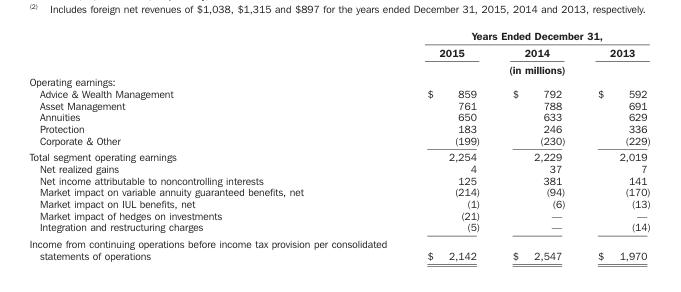 (2) Includes foreign net revenues of $1,038, $1,315 and $897 for the years ended December 31, 2015, 2014 and 2013, respectively.
Years Ended December 31,
2015 2014 2013
(in millions)
Operating earnings:
Advice & Wealth Management $ 859 $ 792 $ 592
Asset Management 761 788 691
Annuities 650 633 629
Protection 183 246 336
Corporate & Other (199) (230) (229)
Total segment operating earnings 2,254 2,229 2,019
Net realized gains 4 37 7
Net income attributable to noncontrolling interests 125 381 141
Market impact on variable annuity guaranteed benefits, net (214) (94) (170)
Market impact on IUL benefits, net (1) (6) (13)
Market impact of hedges on investments (21) — —
Integration and restructuring charges (5) — (14)
Income from continuing operations before income tax provision per consolidated
statements of operations $ 2,142 $ 2,547 $ 1,970